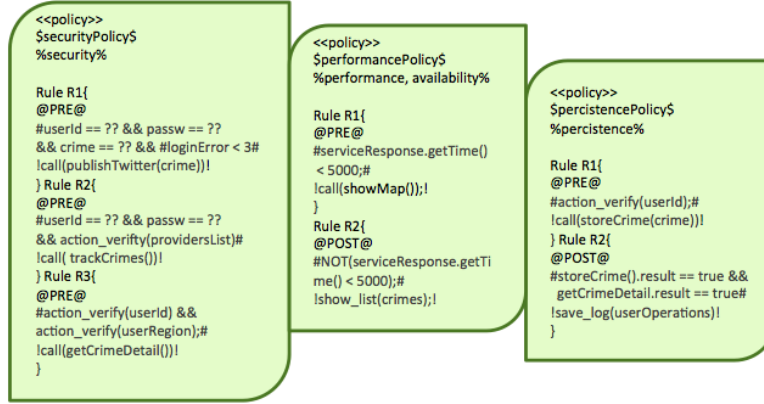 <<policy>>
$securityPolicy$
%security%
Rule R1{
@PRE@
#userId == ?? && passw == ??
&& crime == ?? && #loginError < 3#
!call(publishTwitter(crime))!
} Rule R2{
@PRE@
#userId == ?? && passw == ??
&& action_verifty(providersList)#
!call( trackCrimes())!
} Rule R3{
@PRE@
#action_verify(userId) &&
action_verify(userRegion);#
!call(getCrimeDetail())!
}
<<policy>>
$performancePolicy$
%performance, availability%
Rule R1{
@PRE@
#serviceResponse.getTime()
< 5000;#
!call(showMap());!
}
Rule R2{
@POST@
#NOT(serviceResponse.getTi
me() < 5000);#
!show_list(crimes);!
<<policy>>
$percistencePolicy$
%percistence%
Rule R1{
@PRE@
#action_verify(userId);#
!call(storeCrime(crime))!
} Rule R2{
@POST@
#storeCrime().result == true &&
getCrimeDetail.result == true#
!save_log(userOperations)!
}